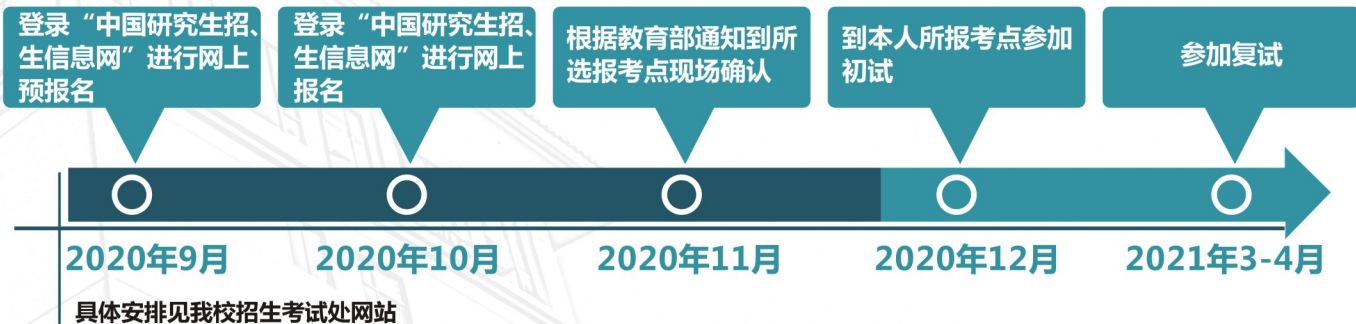 登录“中国研究生招、
生信息网”进行网上
预报名
登录“中国研究生招、
生信息网”进行网上
报名
根据教育部通知到所
选报考点现场确认
到本人所报考点参加
初试
参加复试
2020年9月
2020年10月
2020年11月
2020年12月
2021年3-4月
具体安排见我校招生考试处网站